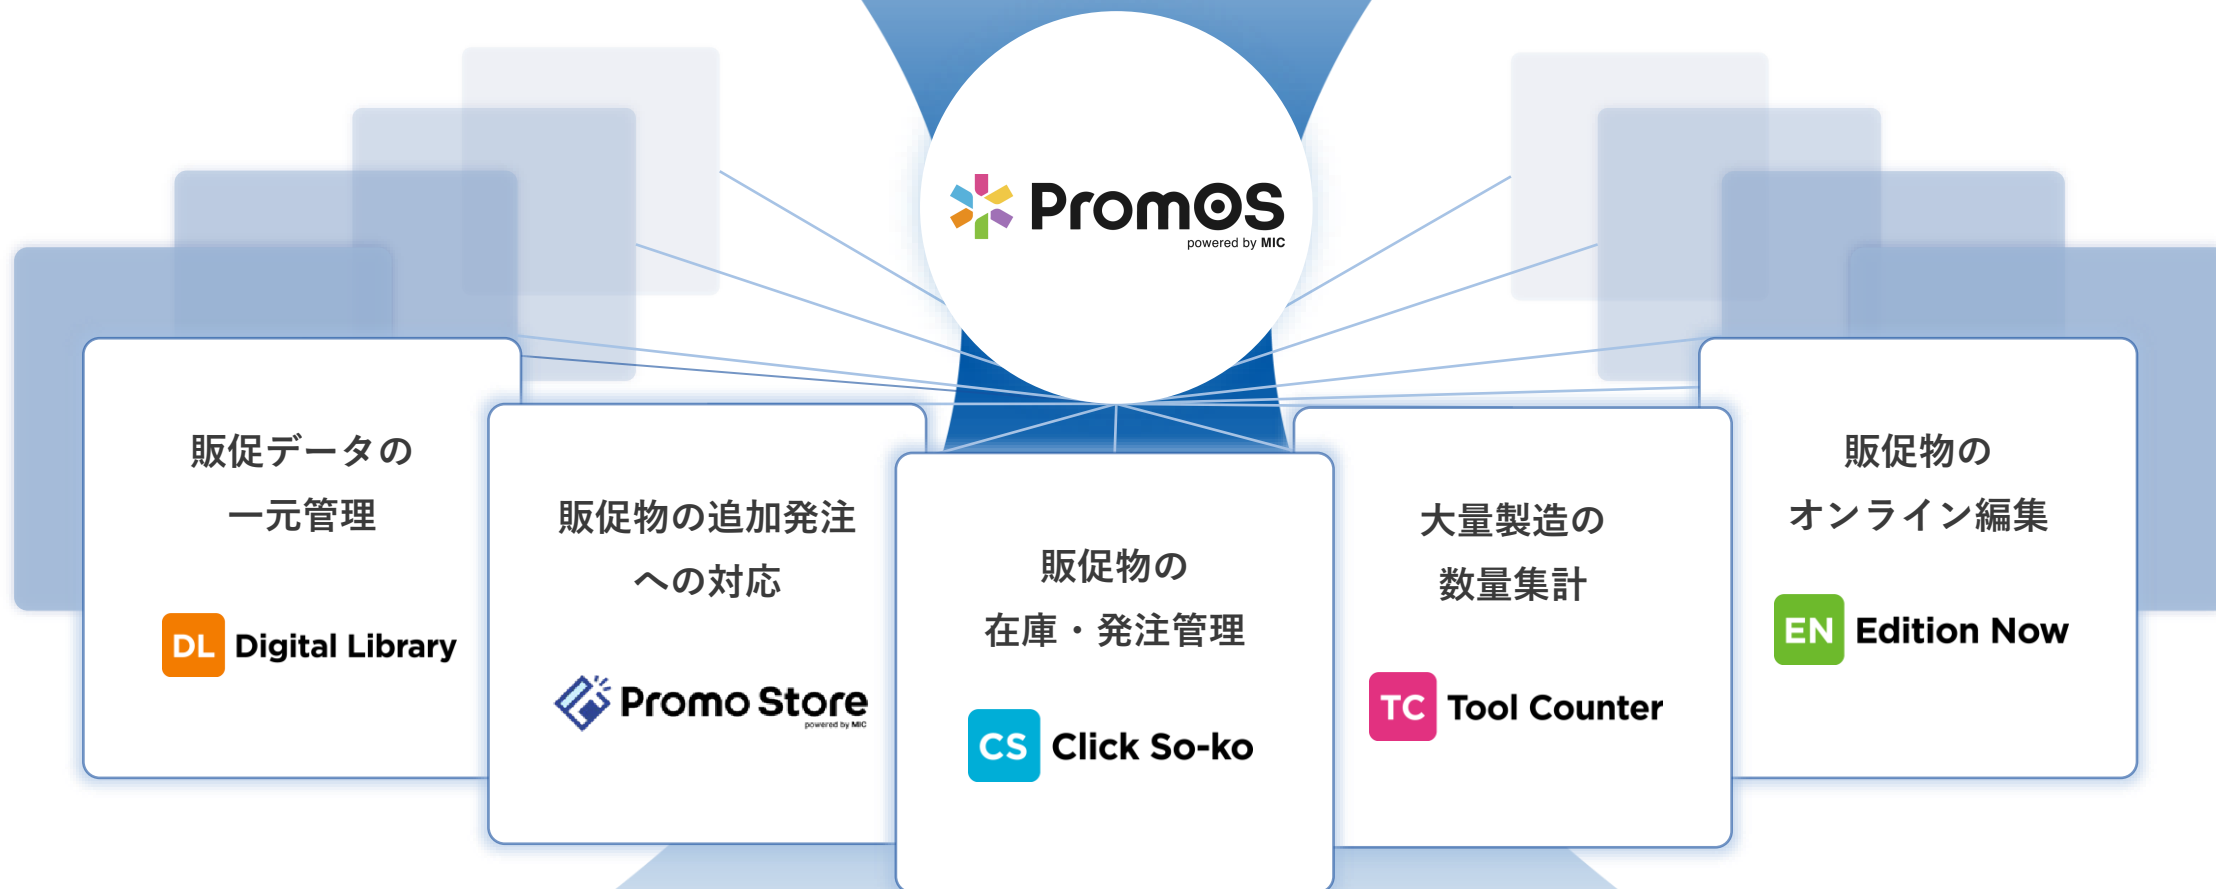 PromOS
powered by MIC
販促データの
一元管理
DL Digital Library
販促物の追加発注
への対応
Promo Store
powered by MIC
販促物の
在庫・発注管理
CS Click So-ko
大量製造の
数量集計
TC Tool Counter
販促物の
オンライン編集
EN Edition Now